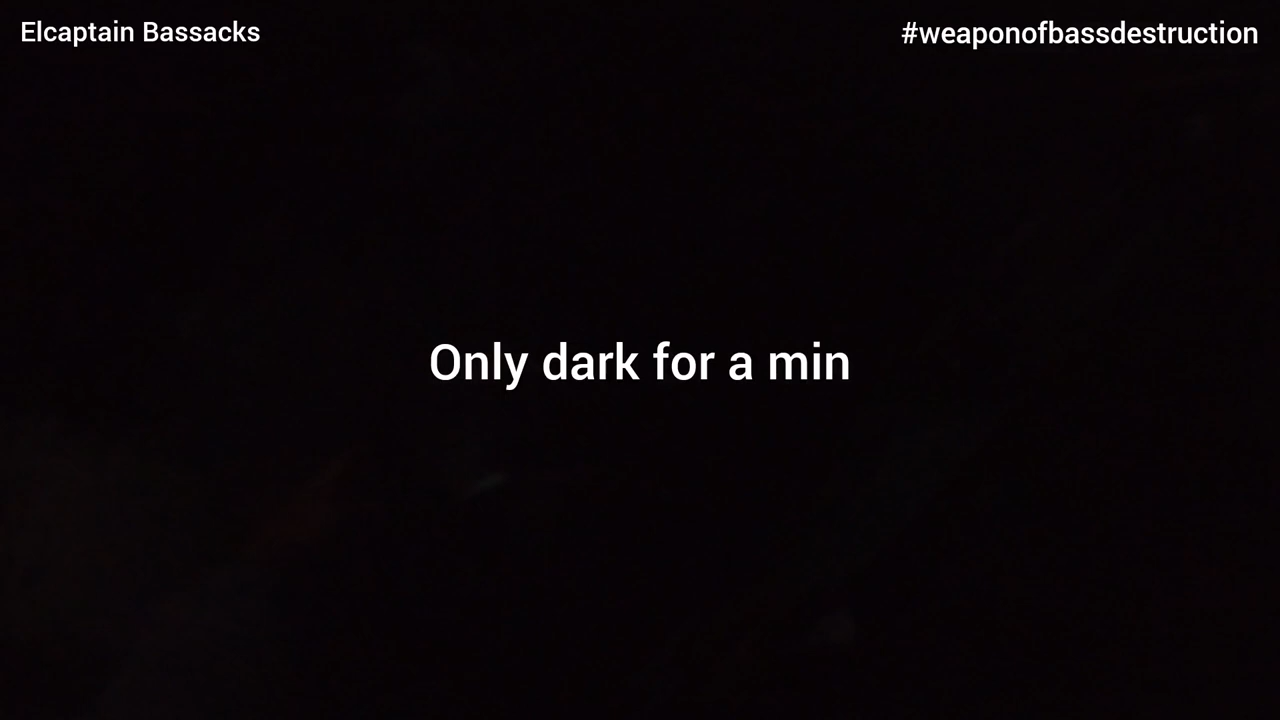 Elcaptain Bassacks
#weaponofbassdestruction
Only dark for a min